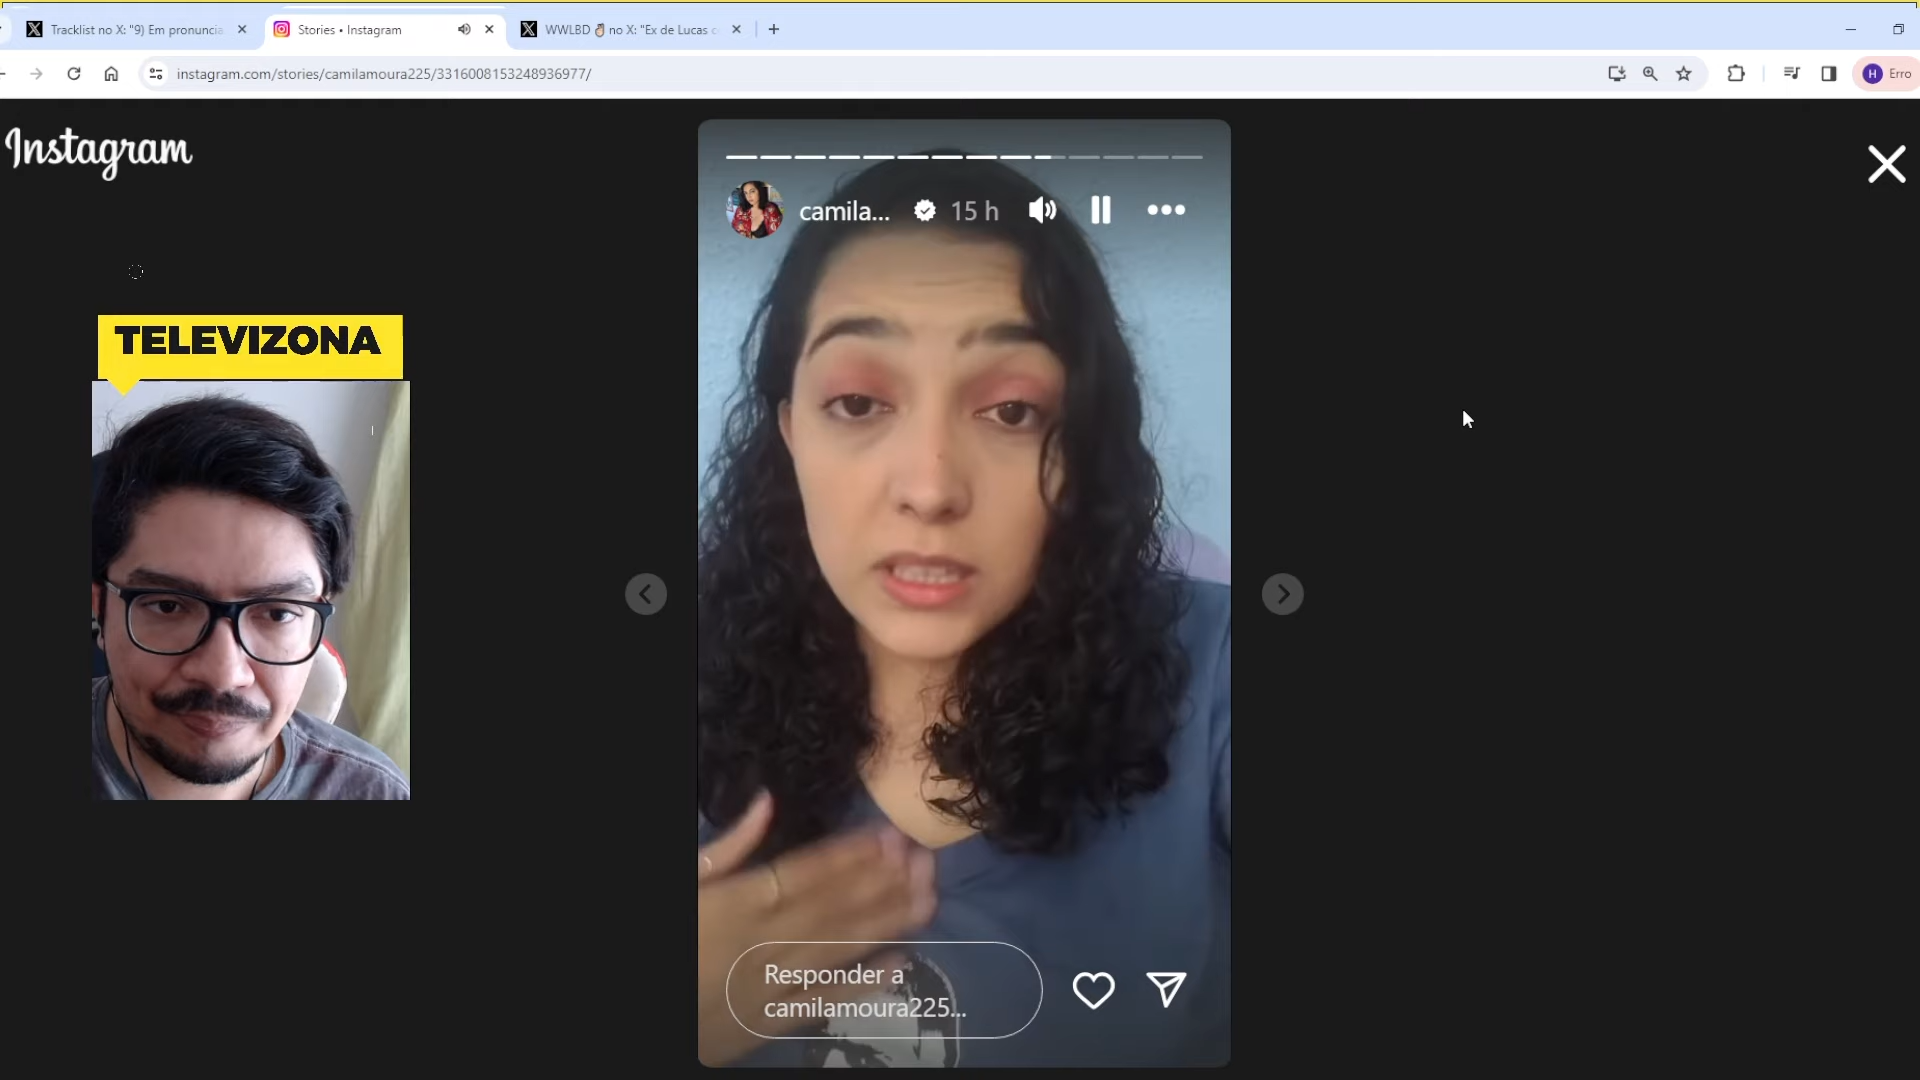 Tracklist no X: "9) Em pronuncia
Stories • Instagram
WWLBD no X: "Ex de Lucas
instagram.com/stories/camilamoura225/3316008153248936977/
H Erro
Instagram
camila... 15 h
TELEVIZONA
Responder a
camilamoura225...